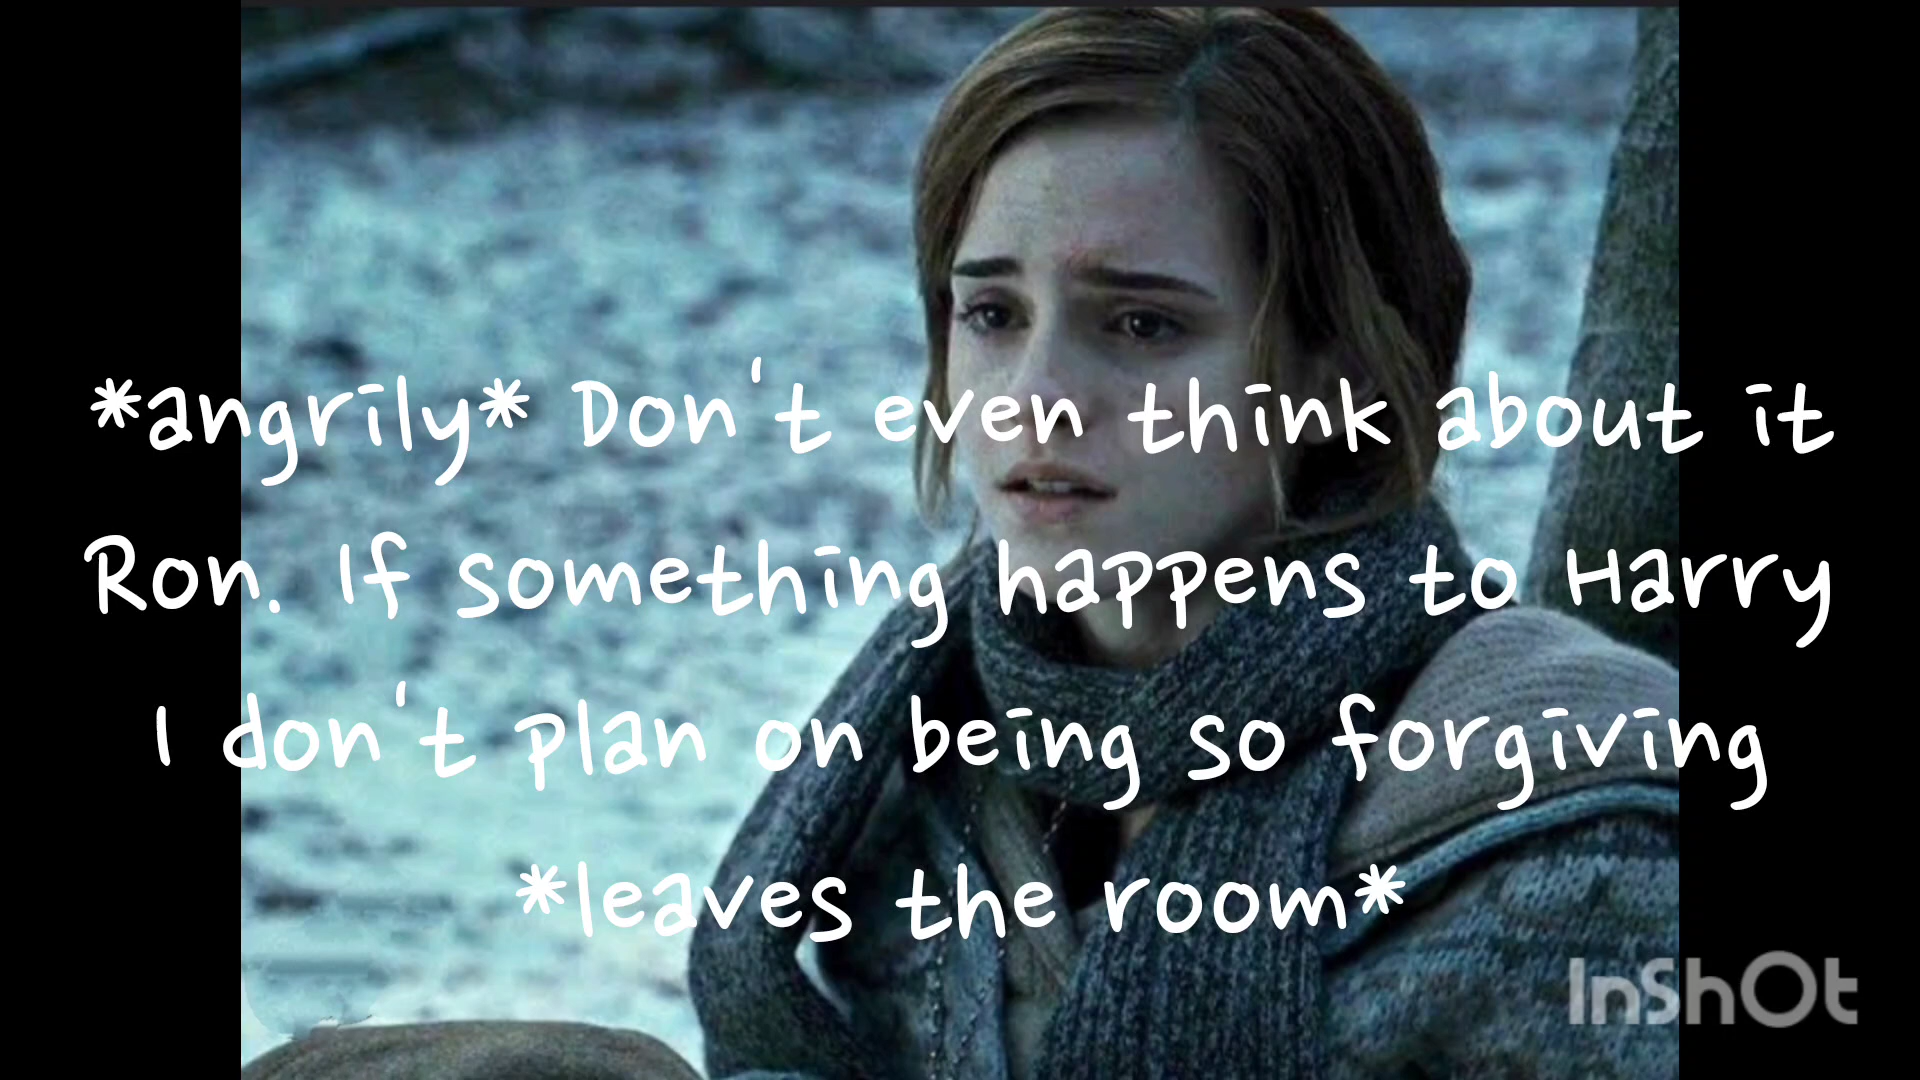 *angrily* Don't even think about it
Ron. If something happens to Harry
I don't plan on being so forgiving
*leaves the room*
InShOt